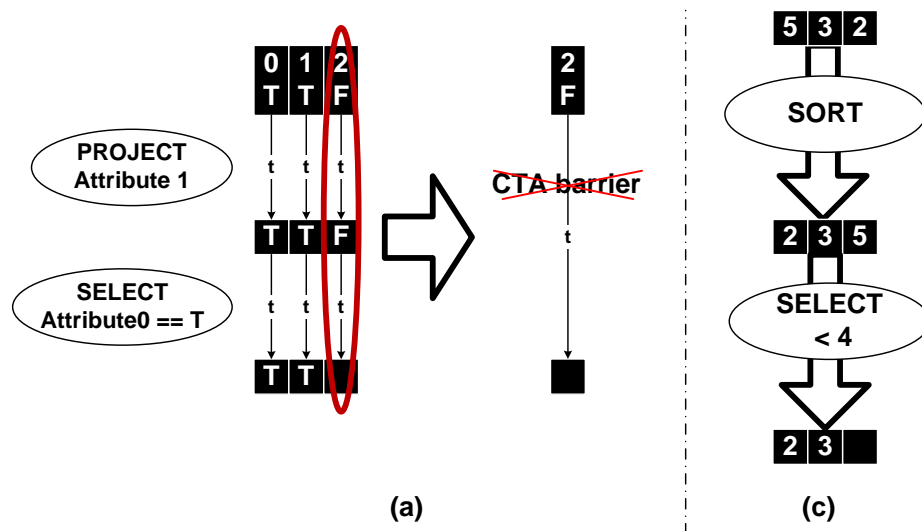 0 1 2
T T F
PROJECT
Attribute 1
t t t
T T F
SELECT
Attribute0 == T
t t t
T T
2
F
CTA barrier
t
(a)
5 3 2
SORT
2 3 5
SELECT
< 4
2 3
(c)